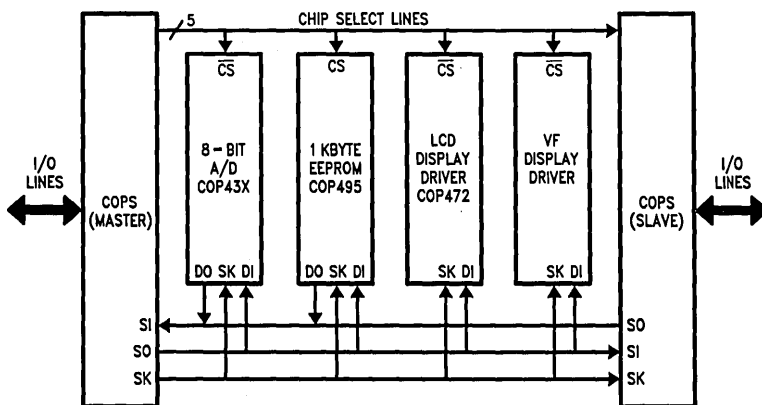 5 CHIP SELECT LINES
CS CS CS CS
8-BIT
A/D
COP43X
1 KBYTE
EEPROM
COP495
LCD
DISPLAY
DRIVER
COP472
VF
DISPLAY
DRIVER
I/O
LINES
COPS
(MASTER)
COPS
(SLAVE)
I/O
LINES
DO SK DI DO SK DI SK DI SK DI
SI SO
SO SI
SK SK